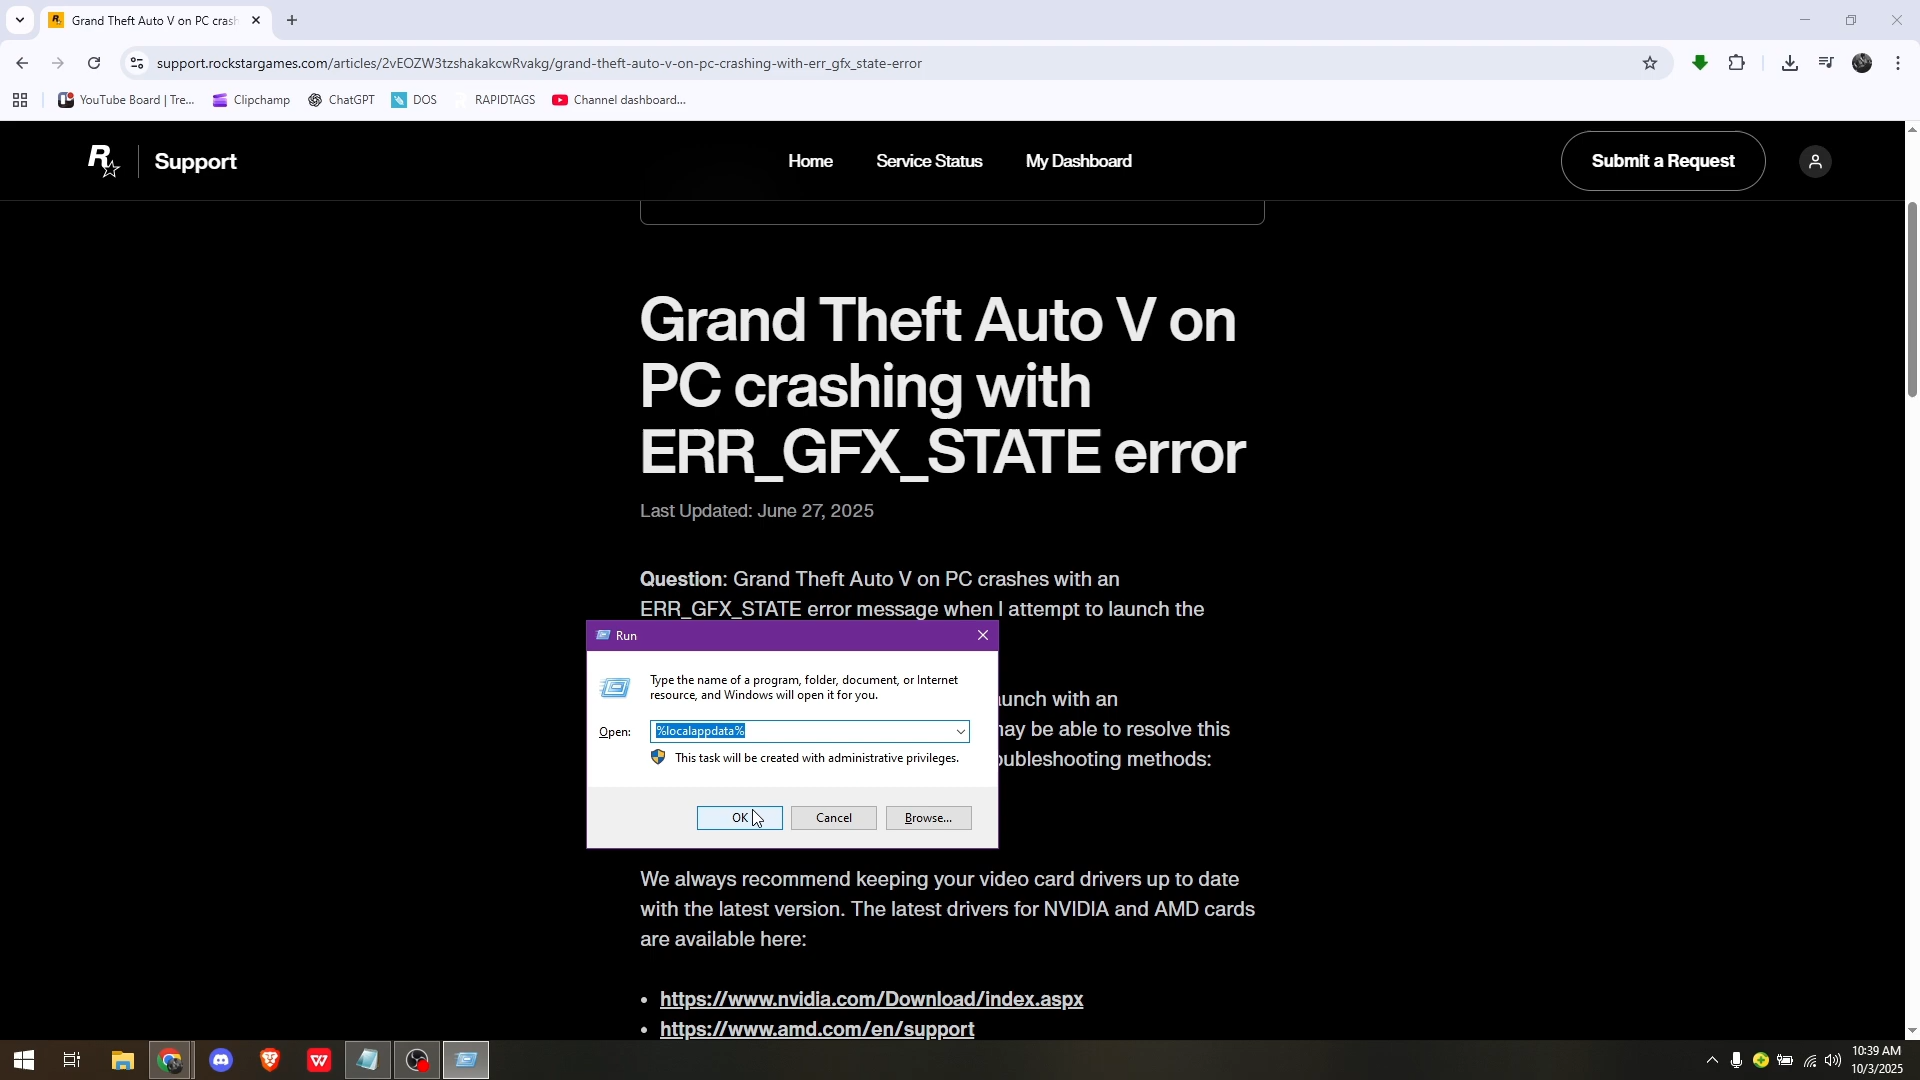 Grand Theft Auto V on PC crash
support.rockstargames.com/articles/2vEOZW3tzshakakcwRvakg/grand-theft-auto-v-on-pc-crashing-with-err_gfx_state-error
YouTube Board | Tre...
Clipchamp
ChatGPT
DOS
RAPIDTAGS
Channel dashboard...
Support
Home
Service Status
My Dashboard
Submit a Request
Grand Theft Auto V on
PC crashing with
ERR_GFX_STATE error
Last Updated: June 27, 2025
Question: Grand Theft Auto V on PC crashes with an
ERR_GFX_STATE error message when I attempt to launch the
Run
Type the name of a program, folder, document, or Internet
resource, and Windows will open it for you.
Open:
%localappdata%
This task will be created with administrative privileges.
OK
Cancel
Browse...
with an
may be able to resolve this
methods:
We always recommend keeping your video card drivers up to date
with the latest version. The latest drivers for NVIDIA and AMD cards
are available here:
• https://www.nvidia.com/Download/index.aspx
• https://www.amd.com/en/support
10:39 AM
10/3/2025